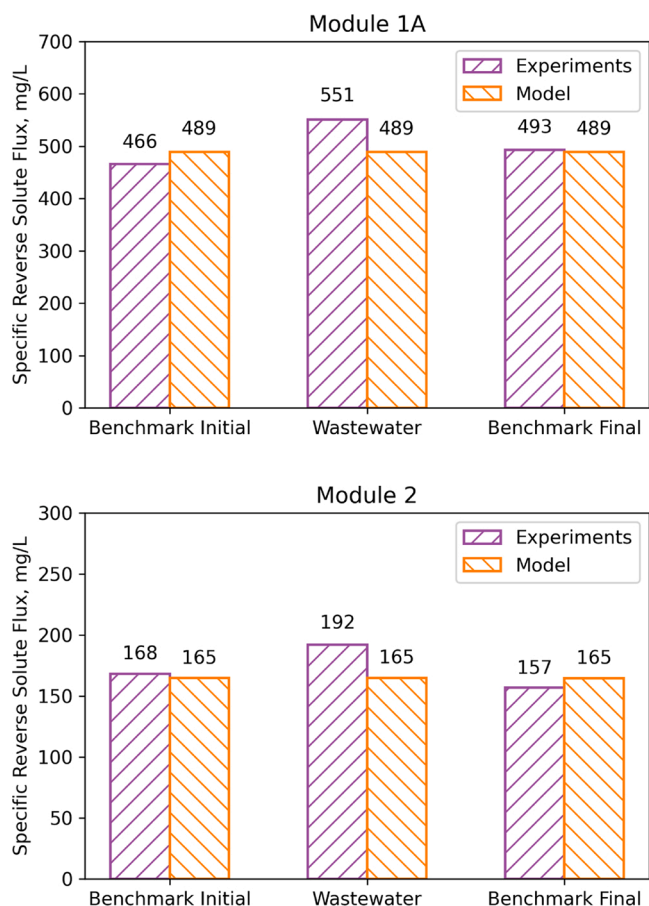 Module 1A
Specific Reverse Solute Flux, mg/L
700
600
500
400
300
200
100
0
Experiments
Model
466
489
551
489
493
489
Benchmark Initial
Wastewater
Benchmark Final
Module 2
Specific Reverse Solute Flux, mg/L
300
250
200
150
100
50
0
Experiments
Model
168
165
192
165
157
165
Benchmark Initial
Wastewater
Benchmark Final